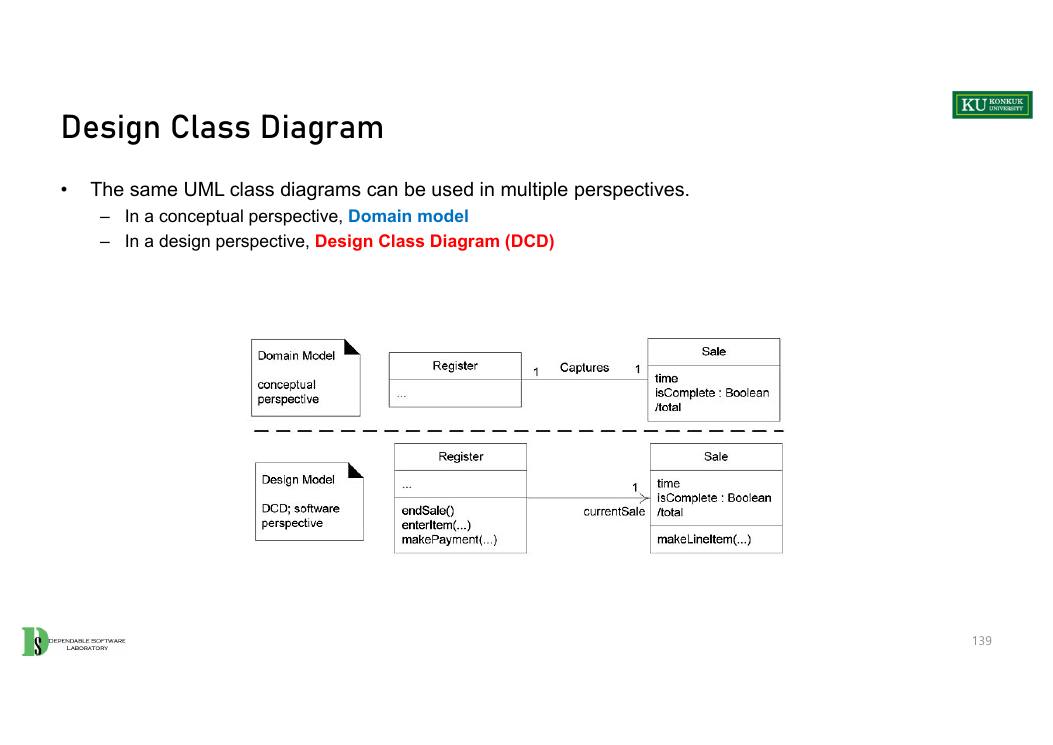 KU KONKUK UNIVERSITY
Design Class Diagram
• The same UML class diagrams can be used in multiple perspectives.
– In a conceptual perspective, Domain model
– In a design perspective, Design Class Diagram (DCD)
Domain Model
conceptual
perspective
Register
...
1 Captures 1
Sale
time
isComplete : Boolean
/total
Design Model
DCD; software
perspective
Register
...
endSale()
enterItem(...)
makePayment(...)
1
currentSale
Sale
time
isComplete : Boolean
/total
makeLineItem(...)
DS DEPENDABLE SOFTWARE
LABORATORY
139